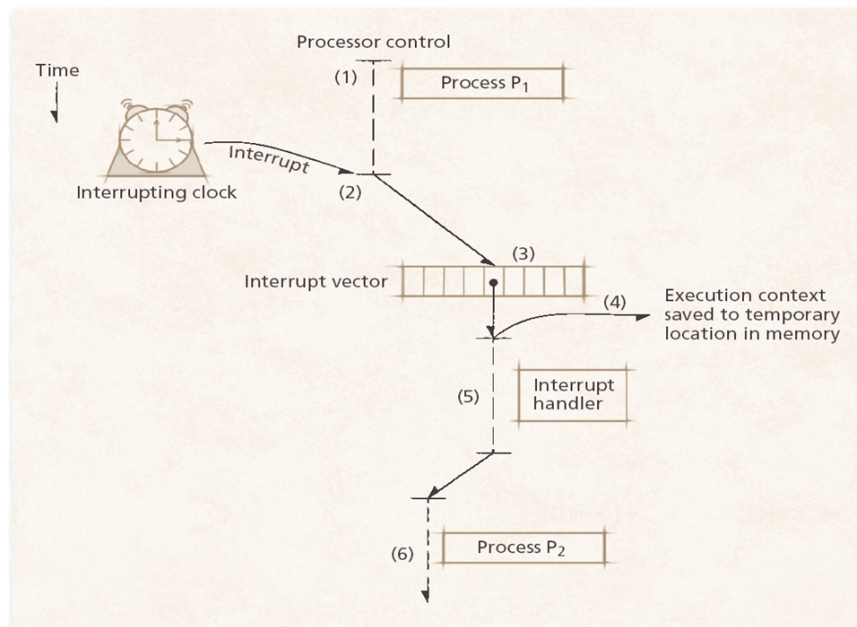 Processor control
Time
(1)
Process P1
Interrupt
Interrupting clock
(2)
(3)
Interrupt vector
(4)
Execution context
saved to temporary
location in memory
(5)
Interrupt
handler
(6)
Process P2